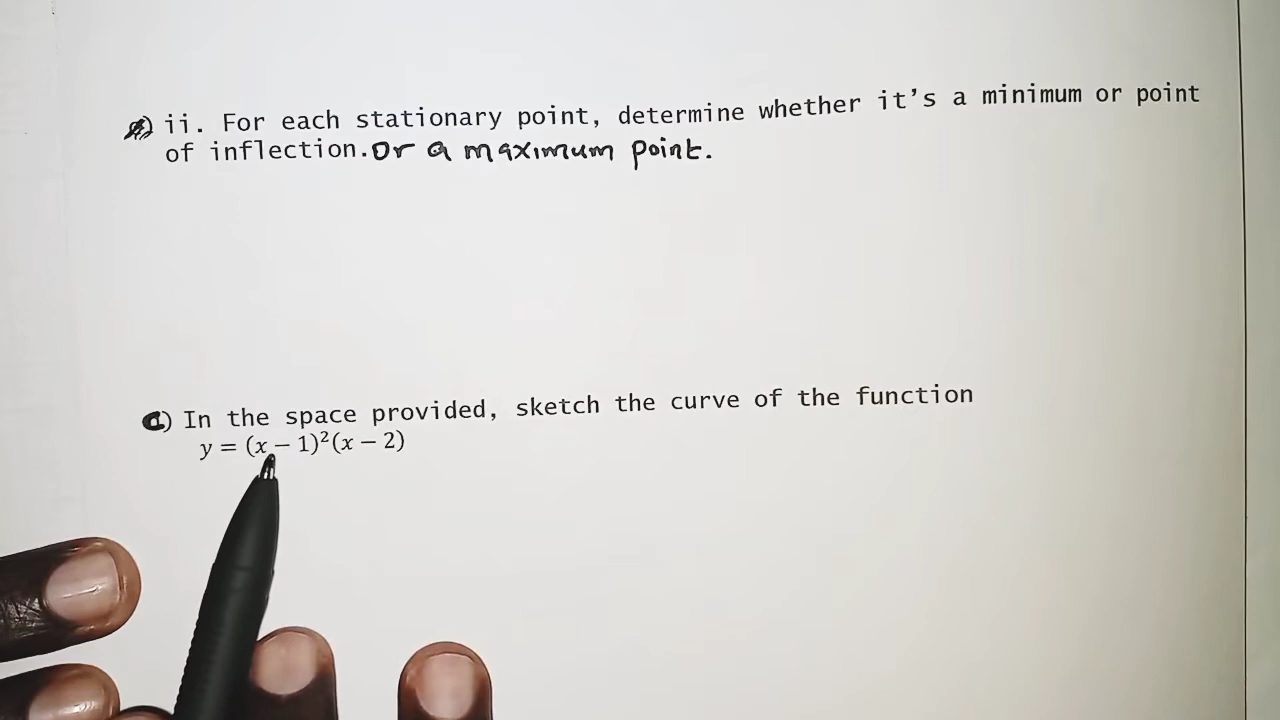 ii. For each stationary point, determine whether it's a minimum or point
of inflection. or a maximum point.
c) In the space provided, sketch the curve of the function
y = (x − 1)²(x − 2)